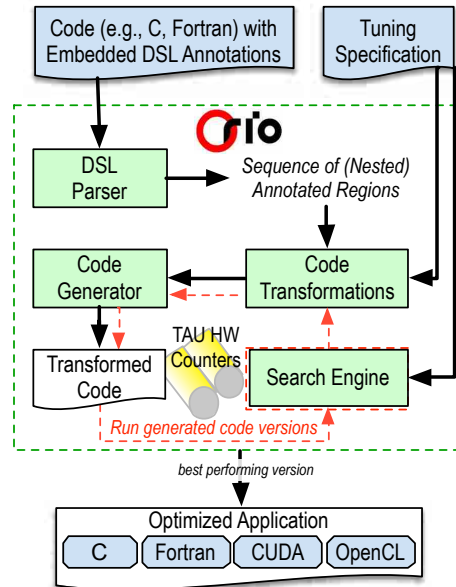 Code (e.g., C, Fortran) with
Embedded DSL Annotations
Tuning
Specification
Orio
DSL
Parser
Sequence of (Nested)
Annotated Regions
Code
Generator
Code
Transformations
TAU HW
Counters
Transformed
Code
Search Engine
Run generated code versions
best performing version
Optimized Application
C
Fortran
CUDA
OpenCL